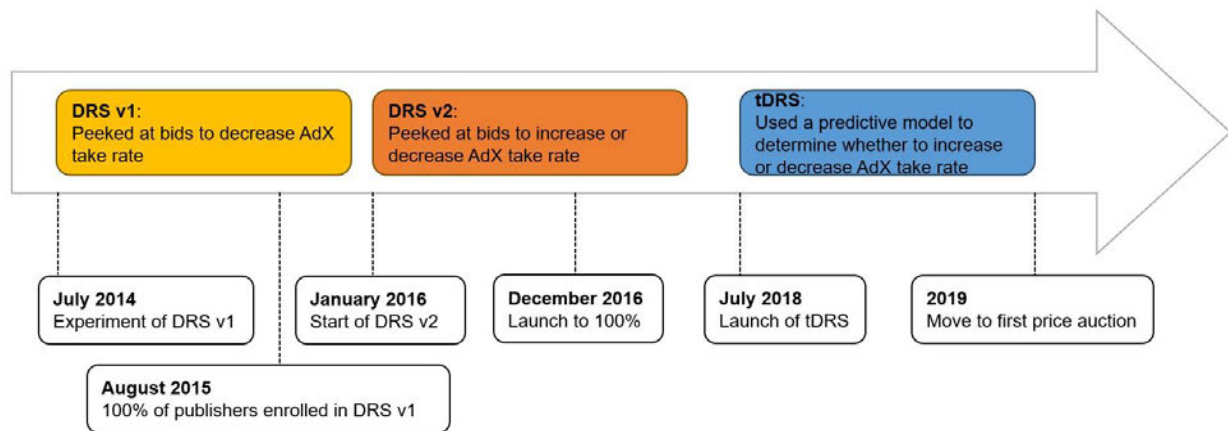 DRS v1:
Peeked at bids to decrease AdX
take rate
DRS v2:
Peeked at bids to increase or
decrease AdX take rate
tDRS:
Used a predictive model to
determine whether to increase
or decrease AdX take rate
July 2014
Experiment of DRS v1
January 2016
Start of DRS v2
December 2016
Launch to 100%
July 2018
Launch of tDRS
2019
Move to first price auction
August 2015
100% of publishers enrolled in DRS v1